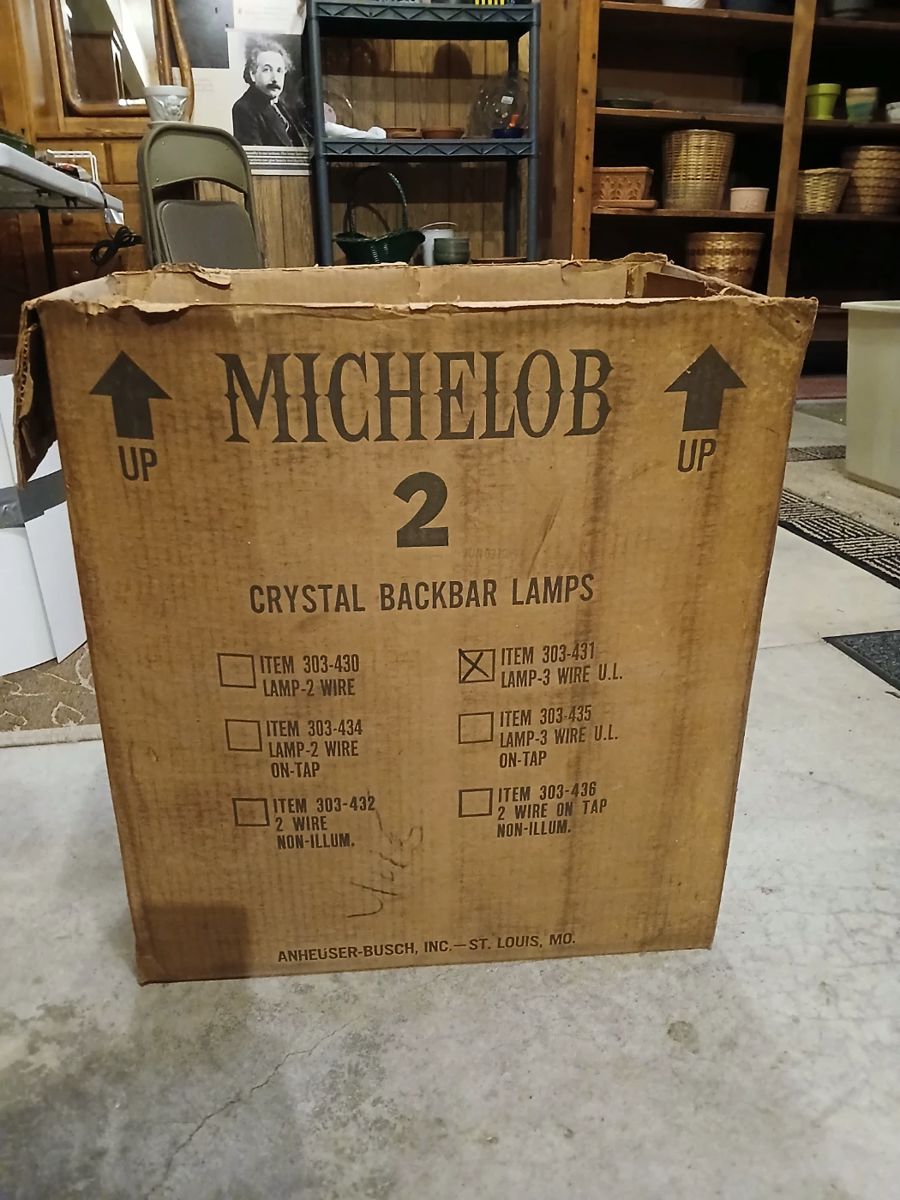 MICHELOB
UP
UP
2
CRYSTAL BACKBAR LAMPS
ITEM 303-430
LAMP-2 WIRE
ITEM 303-431
LAMP-3 WIRE U.L.
ITEM 303-434
LAMP-2 WIRE
ON-TAP
ITEM 303-435
LAMP-3 WIRE U.L.
ON-TAP
ITEM 303-432
2 WIRE
NON-ILLUM.
ITEM 303-436
2 WIRE ON TAP
NON-ILLUM.
ANHEUSER-BUSCH, INC.—ST. LOUIS, MO.